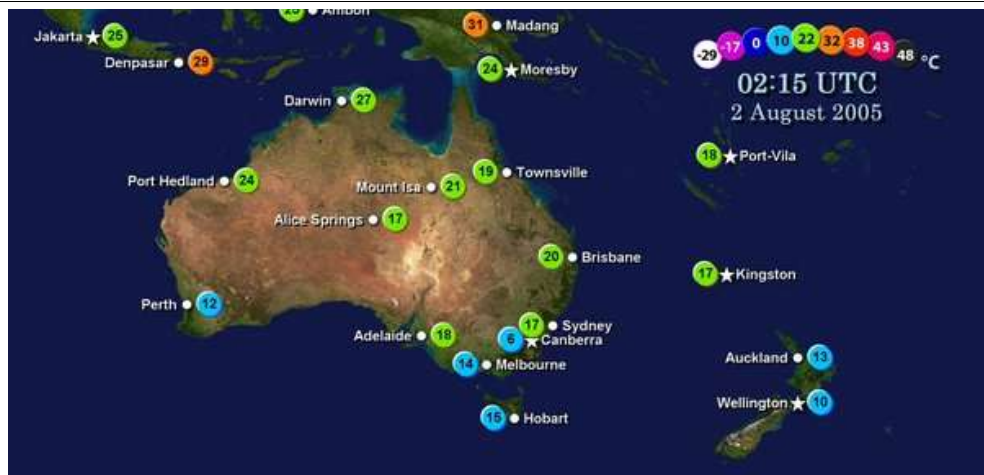 25 Ambon
Jakarta 25
31 Madang
-29 -17 0 10 22 32 38 43 48 °C
Denpasar 29
24 Moresby
02:15 UTC
2 August 2005
Darwin 27
18 Port-Vila
19 Townsville
Port Hedland 24
Mount Isa 21
Alice Springs 17
20 Brisbane
17 Kingston
Perth 12
17 Sydney
Adelaide 18
6 Canberra
Auckland 13
14 Melbourne
Wellington 10
15 Hobart